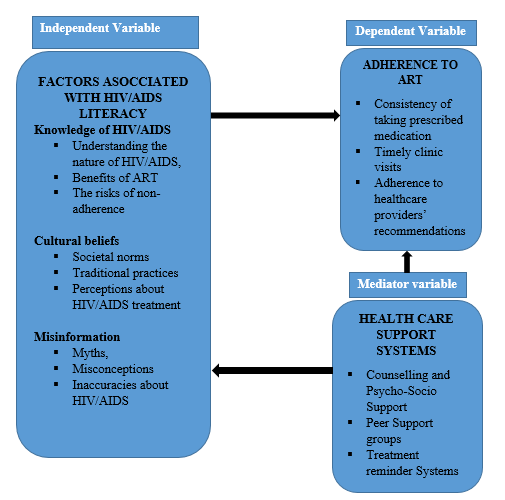 Independent Variable
FACTORS ASOCCIATED
WITH HIV/AIDS
LITERACY
Knowledge of HIV/AIDS
▪ Understanding the
nature of HIV/AIDS,
▪ Benefits of ART
▪ The risks of non-
adherence
Cultural beliefs
▪ Societal norms
▪ Traditional practices
▪ Perceptions about
HIV/AIDS treatment
Misinformation
▪ Myths,
▪ Misconceptions
▪ Inaccuracies about
HIV/AIDS
Dependent Variable
ADHERENCE TO
ART
▪ Consistency of
taking prescribed
medication
▪ Timely clinic
visits
▪ Adherence to
healthcare
providers’
recommendations
Mediator variable
HEALTH CARE
SUPPORT
SYSTEMS
▪ Counselling and
Psycho-Socio
Support
▪ Peer Support
groups
▪ Treatment
reminder Systems